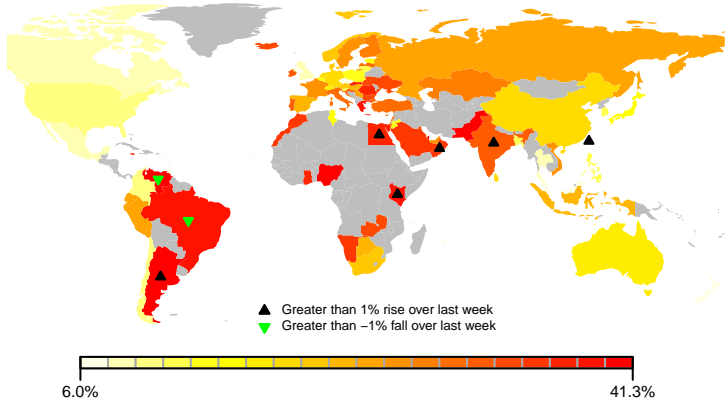 Greater than 1% rise over last week
Greater than −1% fall over last week
6.0%
41.3%